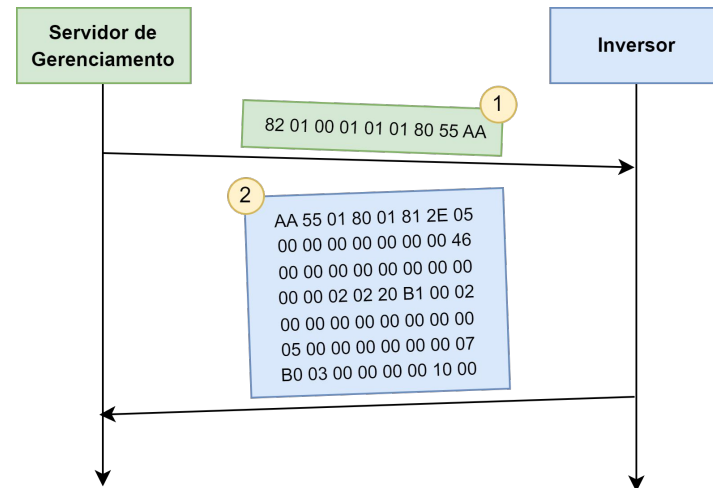 Servidor de
Gerenciamento
Inversor
1
82 01 00 01 01 01 80 55 AA
2
AA 55 01 80 01 81 2E 05
00 00 00 00 00 00 00 46
00 00 00 00 00 00 00 00
00 00 02 02 20 B1 00 02
00 00 00 00 00 00 00 00
05 00 00 00 00 00 00 07
B0 03 00 00 00 00 10 00